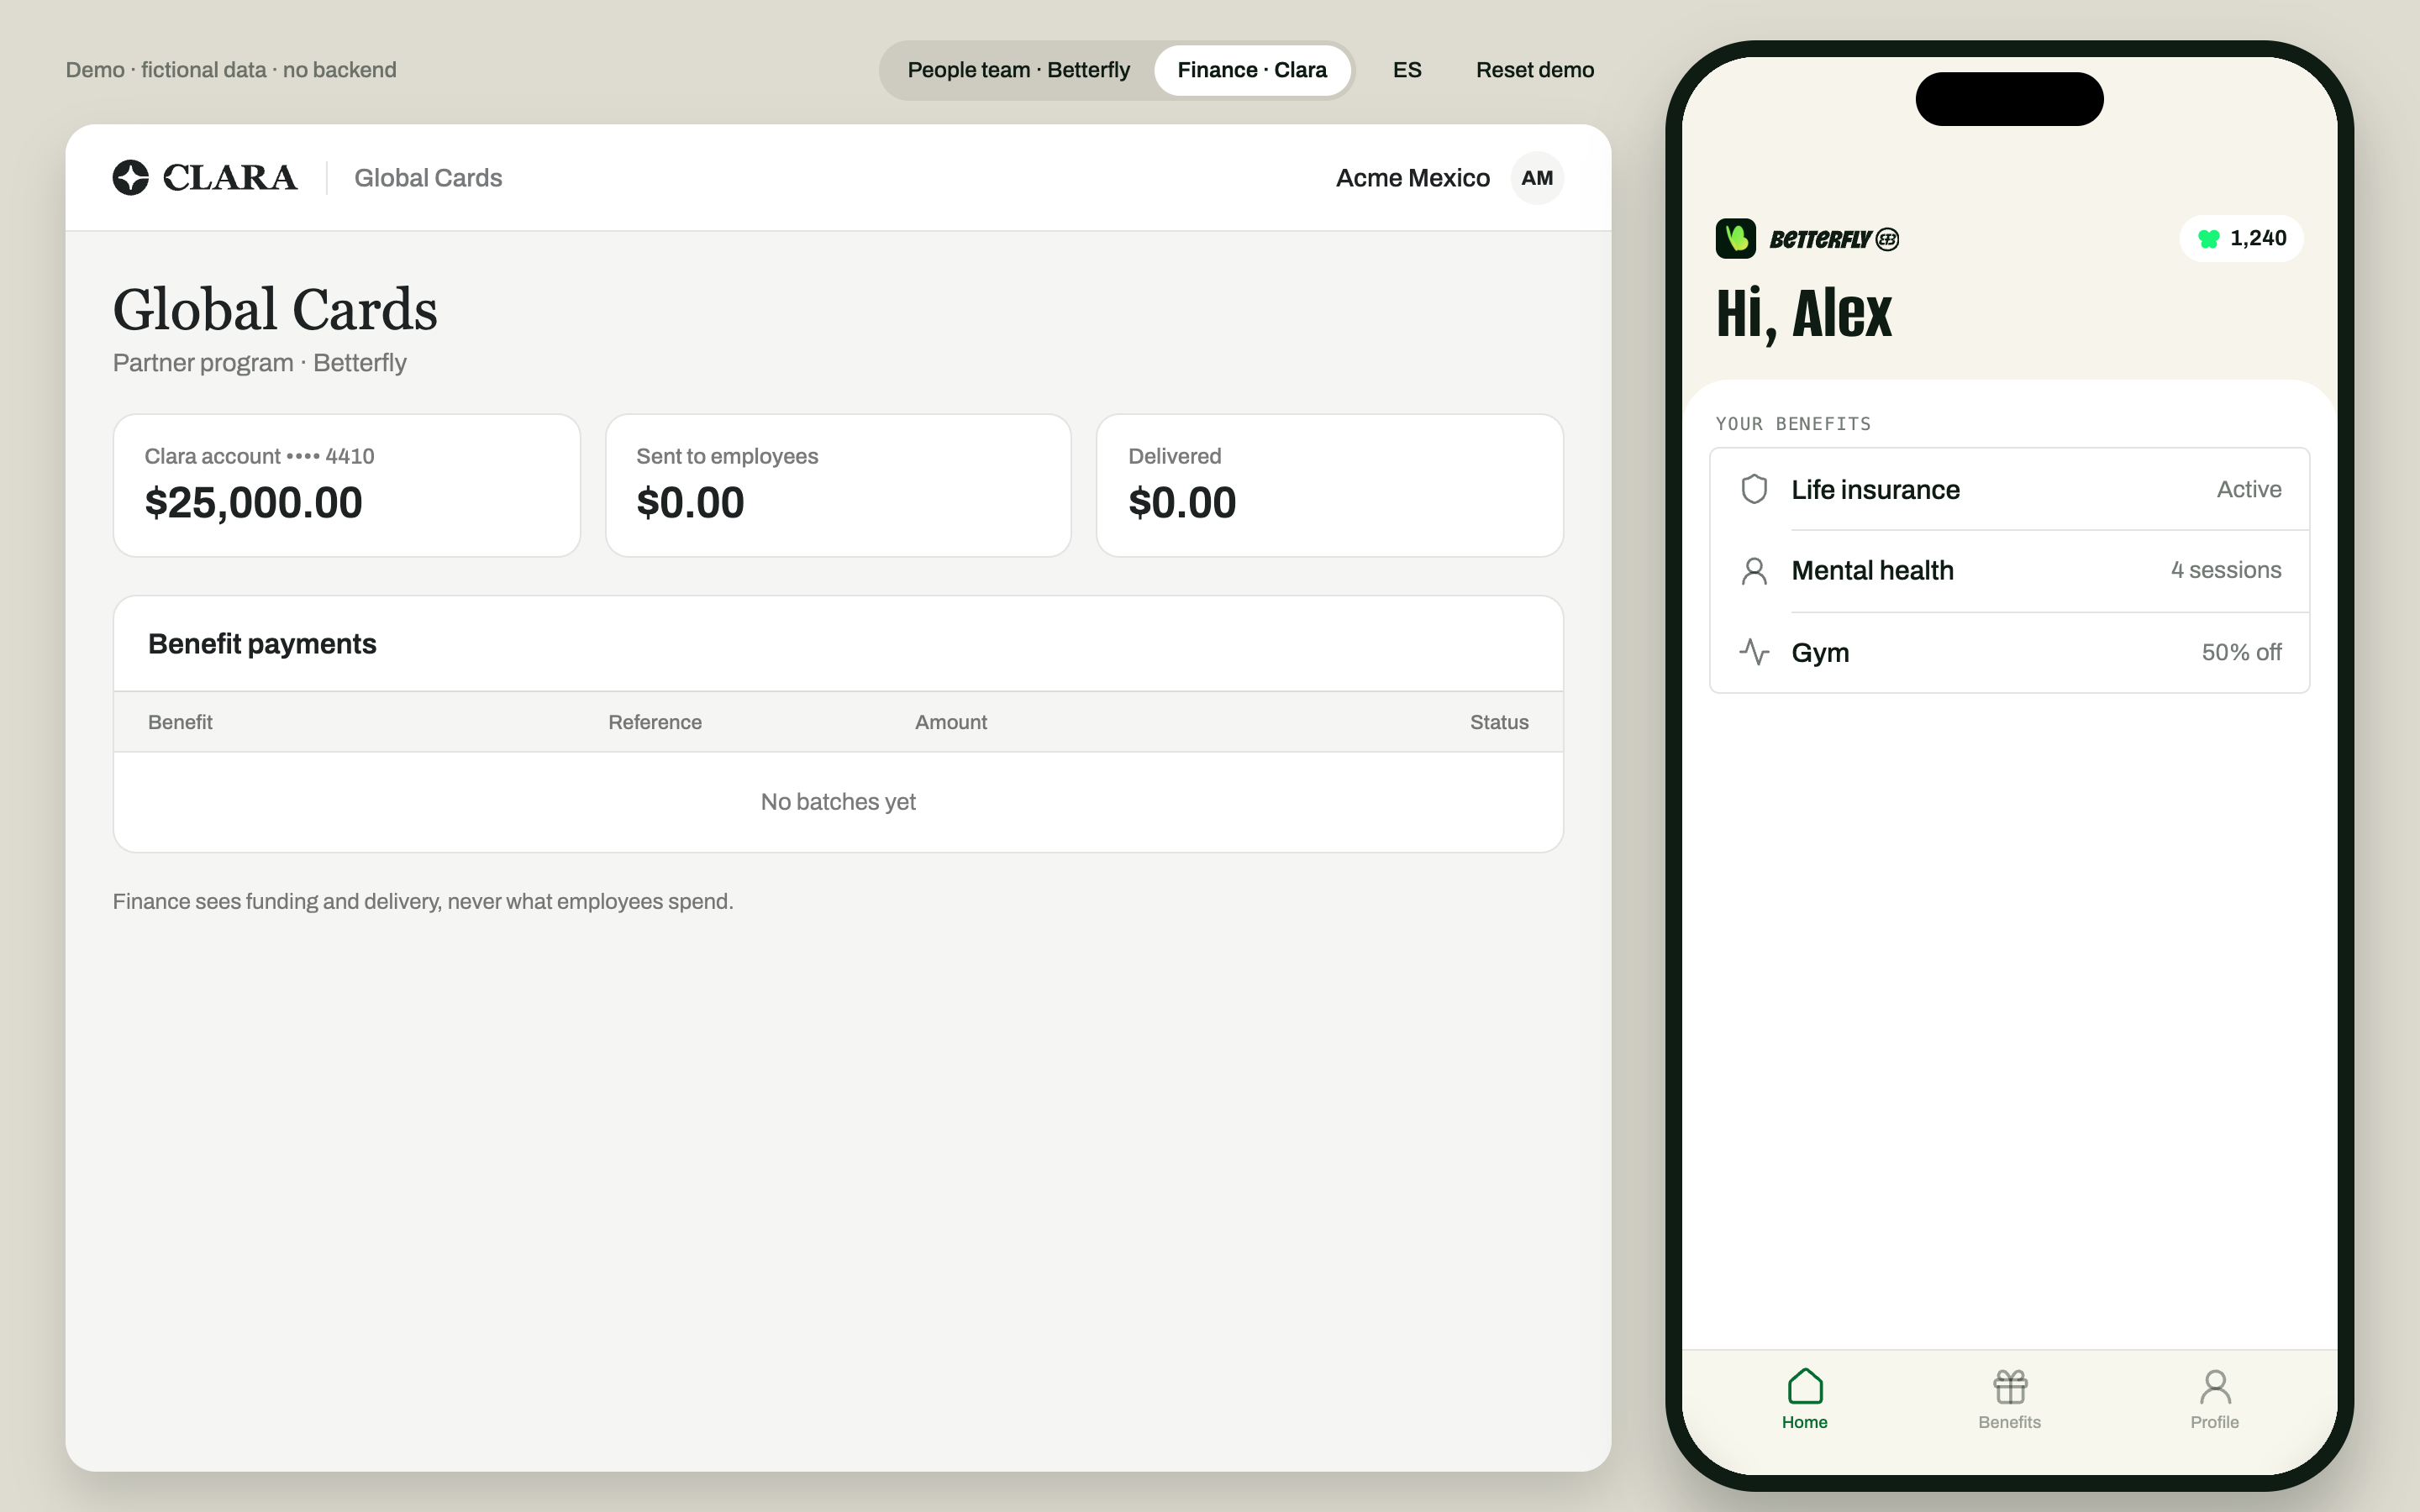 Demo · fictional data · no backend
People team · Betterfly
Finance · Clara
ES
Reset demo
CLARA
Global Cards
Acme Mexico
AM
Global Cards
Partner program · Betterfly
Clara account •••• 4410
$25,000.00
Sent to employees
$0.00
Delivered
$0.00
Benefit payments
Benefit
Reference
Amount
Status
No batches yet
Finance sees funding and delivery, never what employees spend.
BETTERFLY
1,240
Hi, Alex
YOUR BENEFITS
Life insurance
Active
Mental health
4 sessions
Gym
50% off
Home
Benefits
Profile